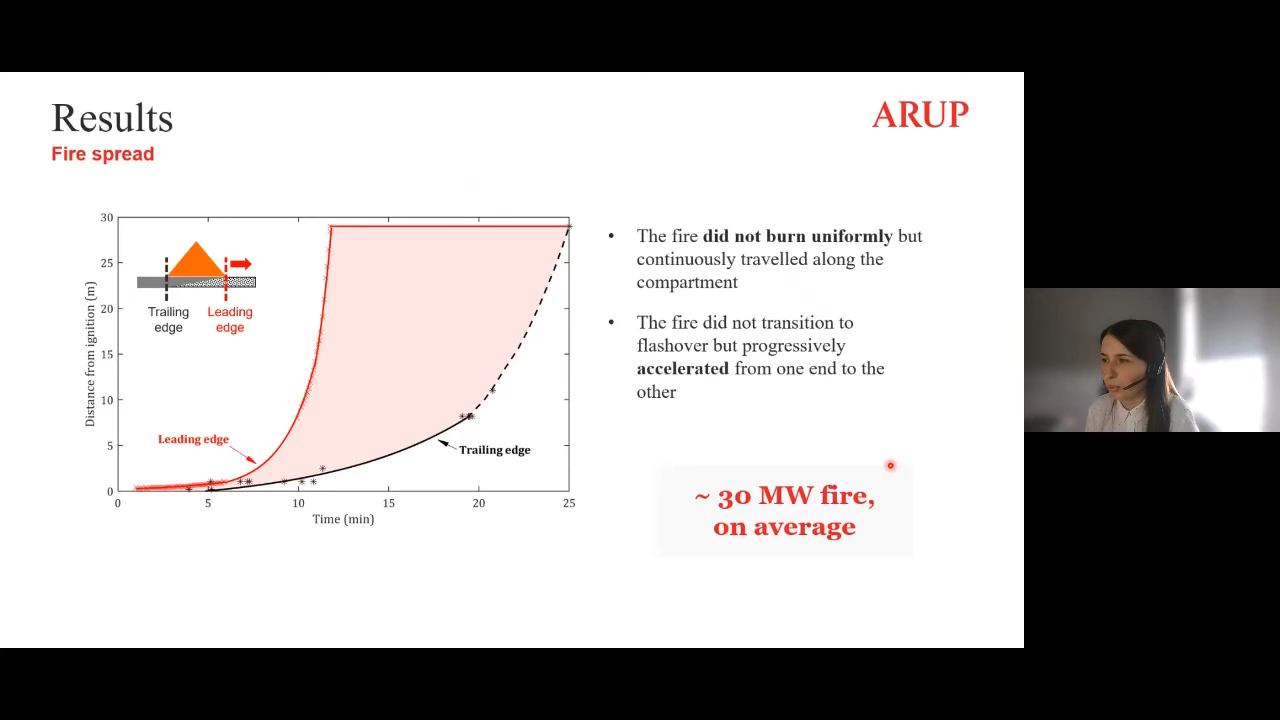 Results
ARUP
Fire spread
30
25
20
15
10
5
0
Distance from ignition (m)
0
5
10
15
20
25
Time (min)
Trailing
edge
Leading
edge
Leading edge
Trailing edge
• The fire did not burn uniformly but
continuously travelled along the
compartment
• The fire did not transition to
flashover but progressively
accelerated from one end to the
other
~ 30 MW fire,
on average